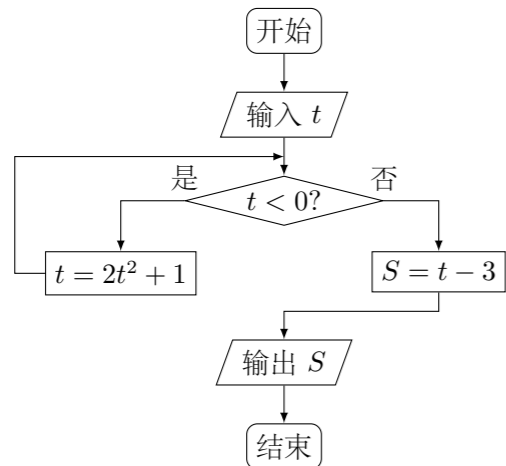 开始
输入 t
是
否
t < 0?
t = 2t² + 1
S = t − 3
输出 S
结束